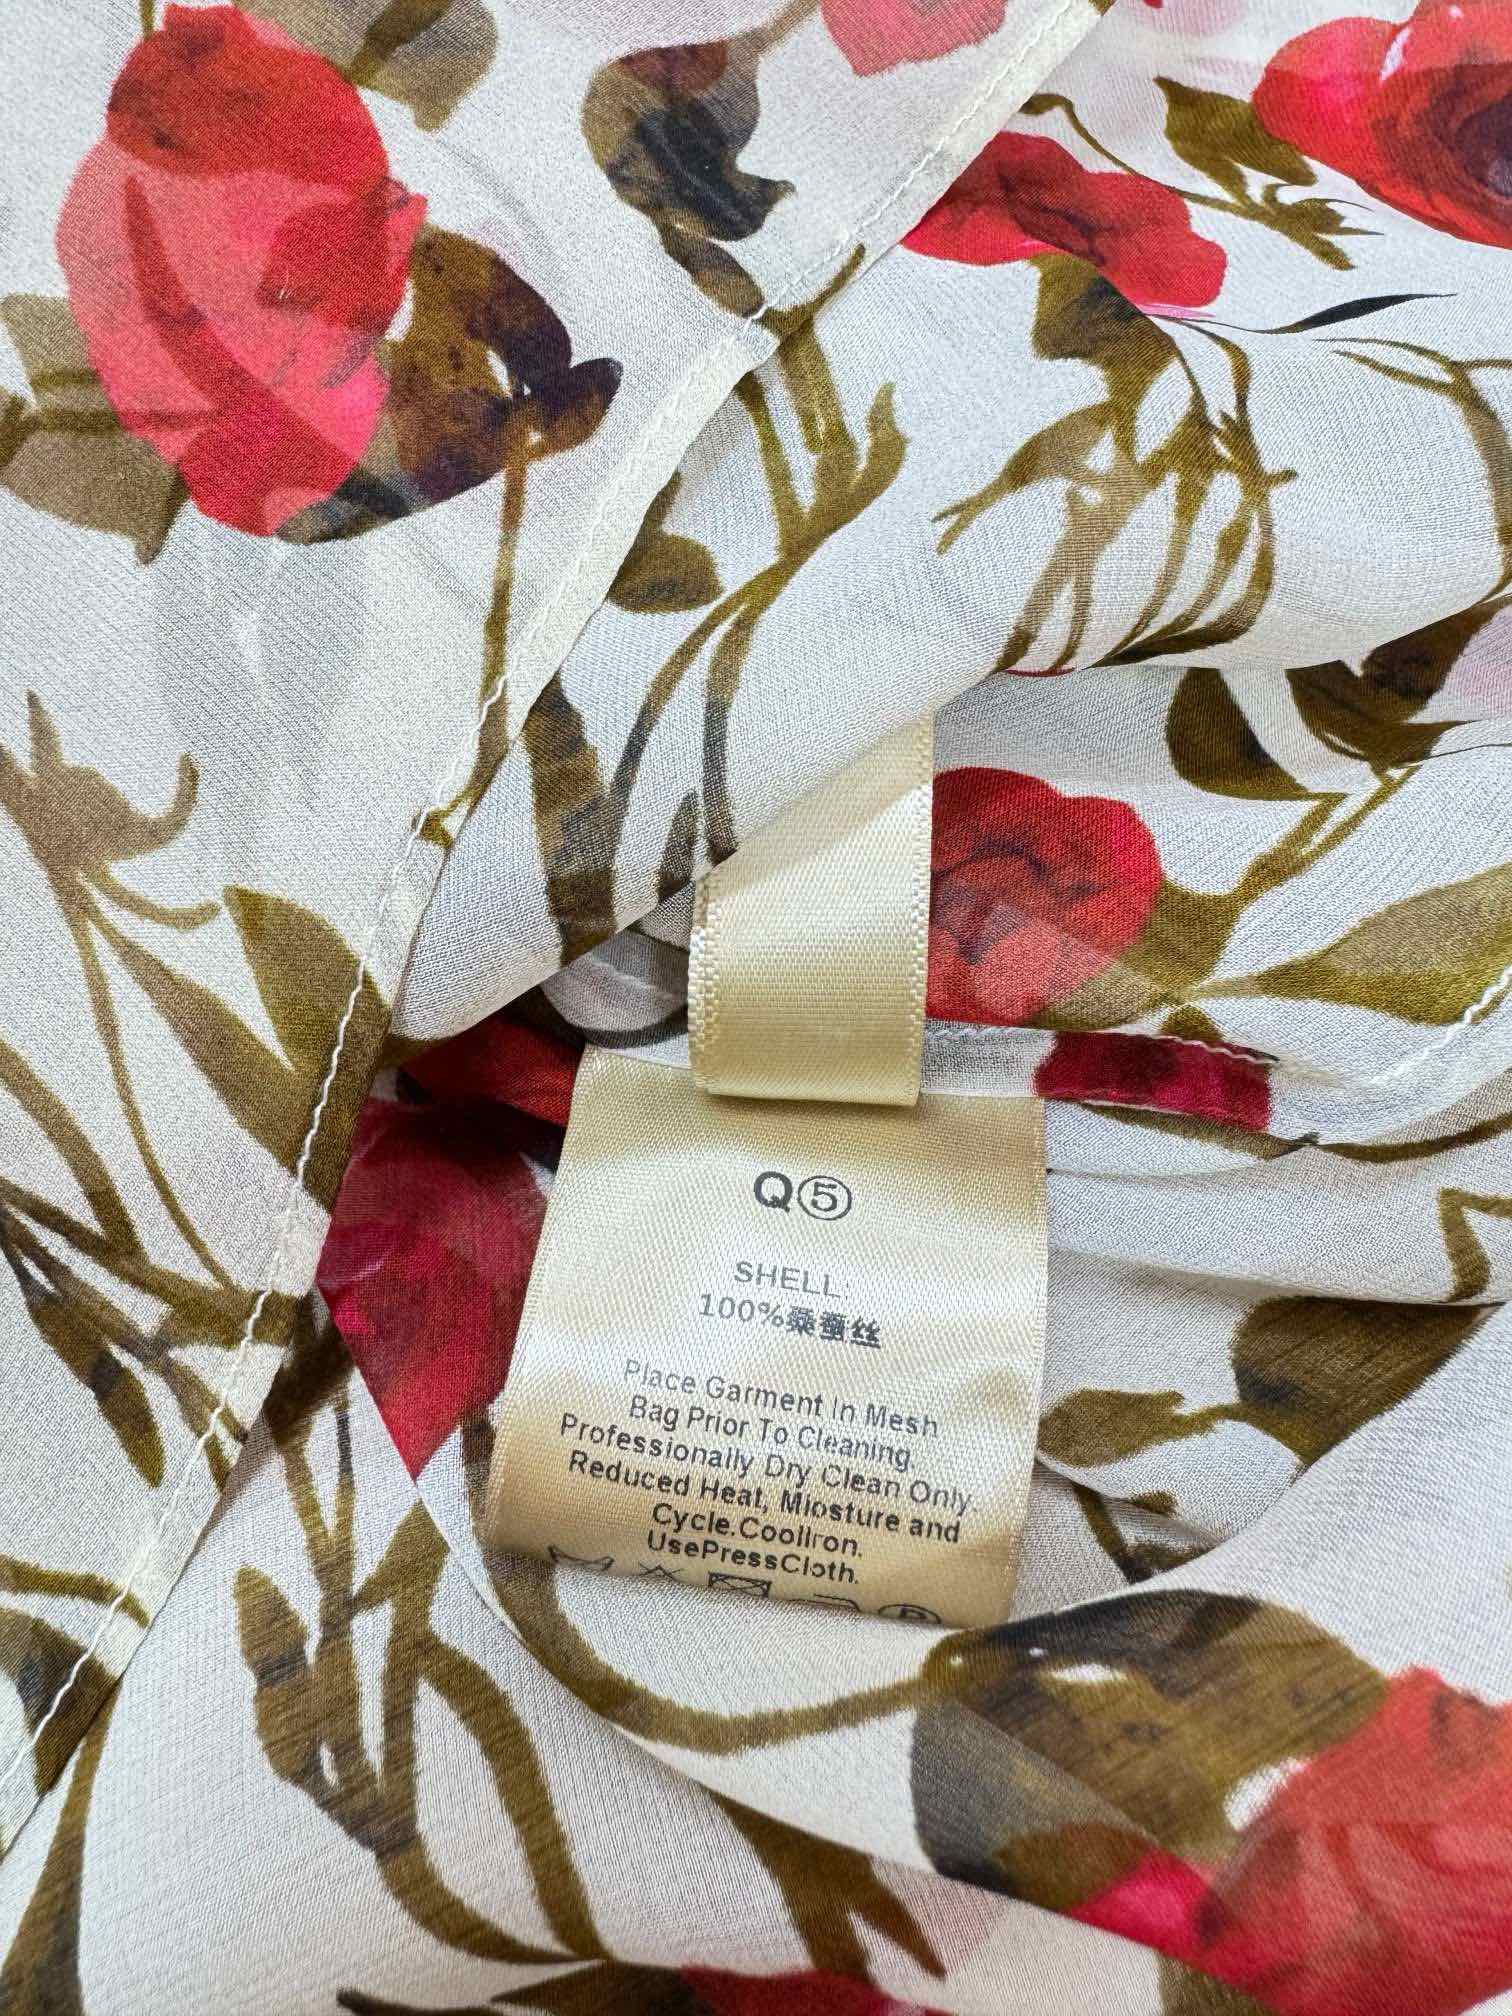 Q⑤
SHELL:
100%桑蚕丝
Place Garment In Mesh
Bag Prior To Cleaning.
Professionally Dry Clean Only.
Reduced Heat, Miosture and
Cycle.CoolIron.
UsePressCloth.
P